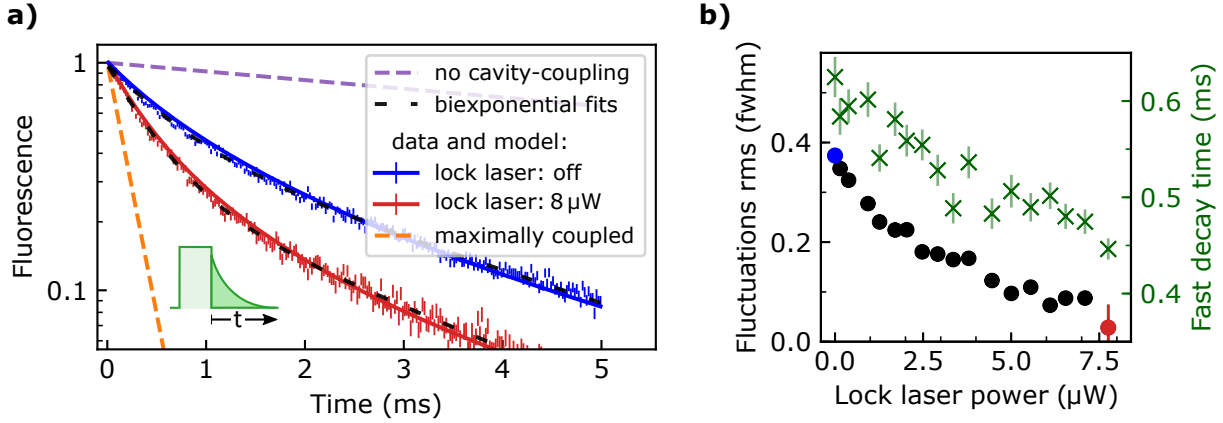 a)
Fluorescence
1
0.1
no cavity-coupling
biexponential fits
data and model:
lock laser: off
lock laser: 8 µW
maximally coupled
t
0
1
2
3
4
5
Time (ms)
b)
Fluctuations rms (fwhm)
0.4
0.2
0.0
0.0
2.5
5.0
7.5
Lock laser power (µW)
0.6
0.5
0.4
Fast decay time (ms)